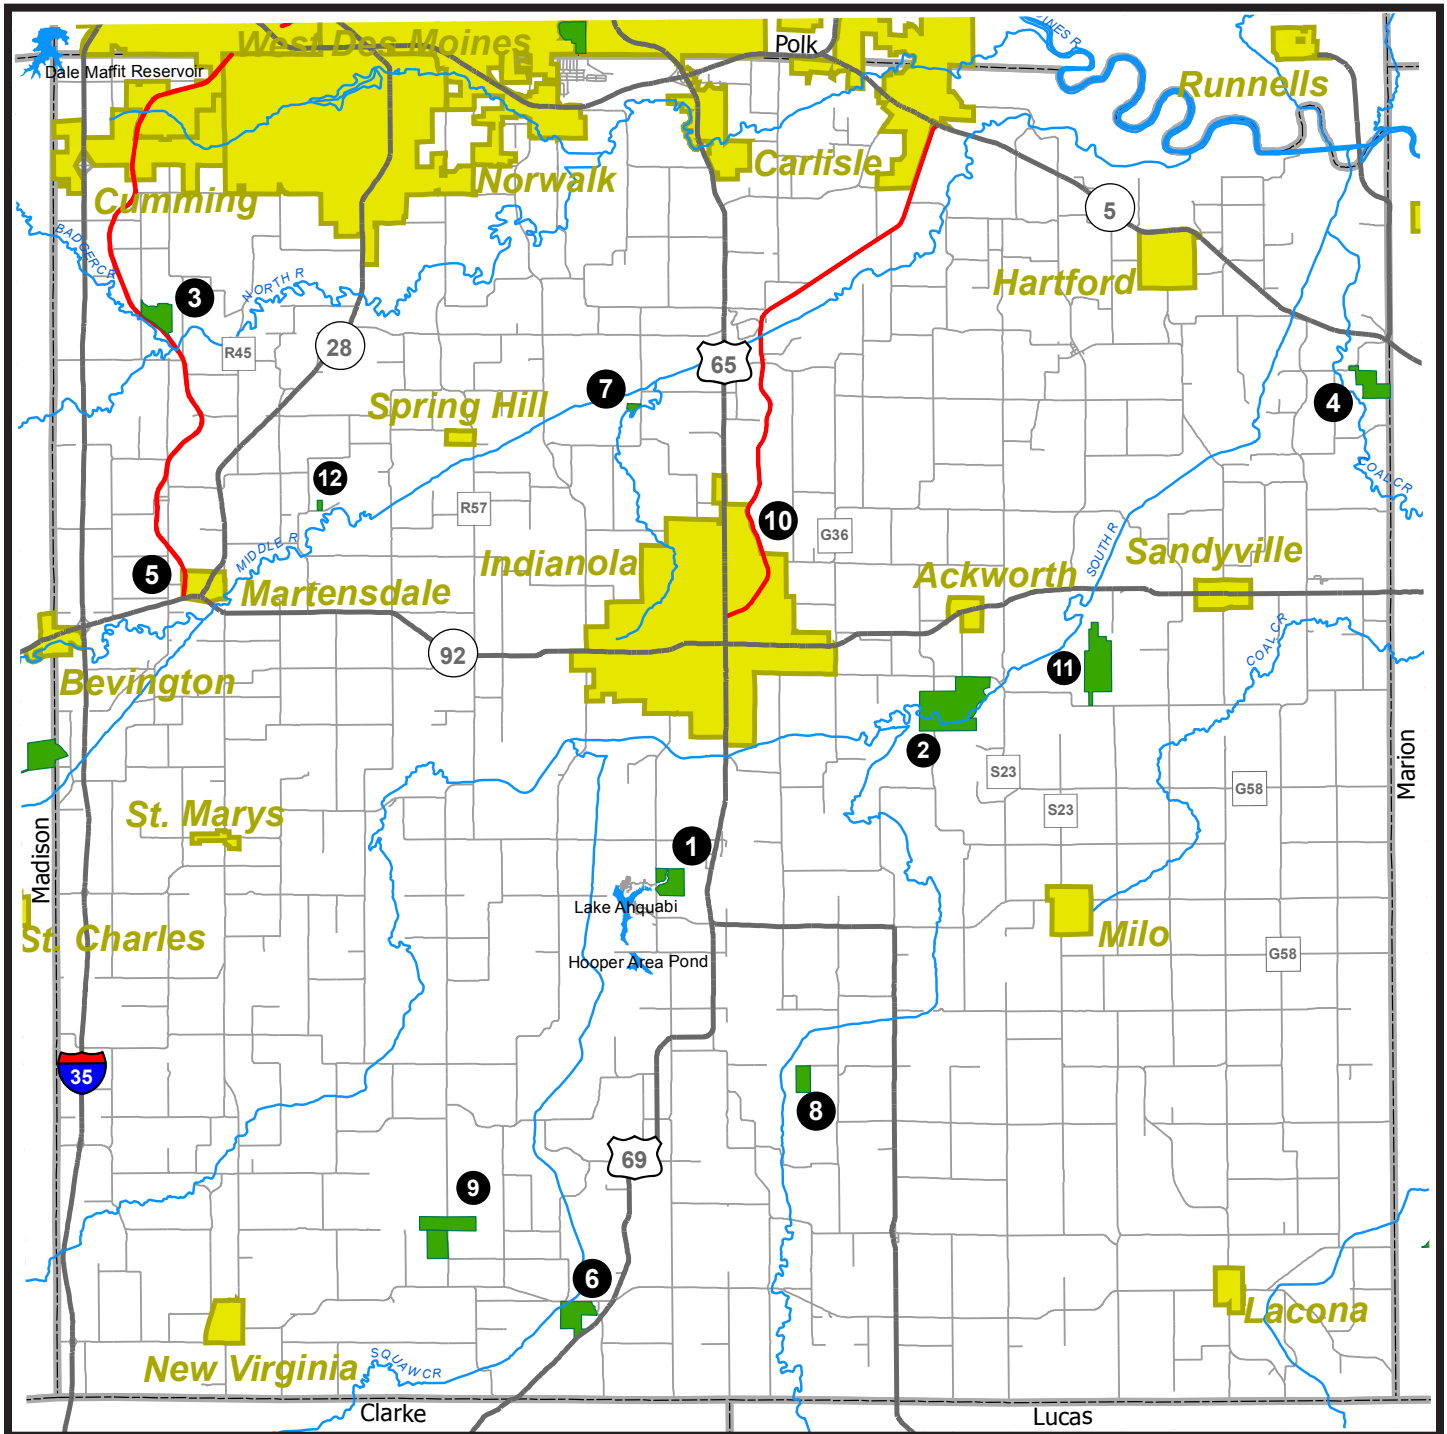 INES R
West Des Moines
Polk
Dale Maffit Reservoir
Runnells
Carlisle
Norwalk
Cumming
5
BADGER CR
Hartford
NORTH R
3
28
R45
65
7
4
Spring Hill
12
COAL CR
R57
10
G36
MIDDLE R
SOUTH R
Sandyville
Indianola
Ackworth
5
Martensdale
COAL CR
92
11
Bevington
2
Marion
S23
G58
S23
St. Marys
Madison
1
Lake Ahquabi
Milo
St. Charles
G58
Hooper Area Pond
35
8
69
9
6
Lacona
New Virginia
SQUAW CR
Clarke
Lucas